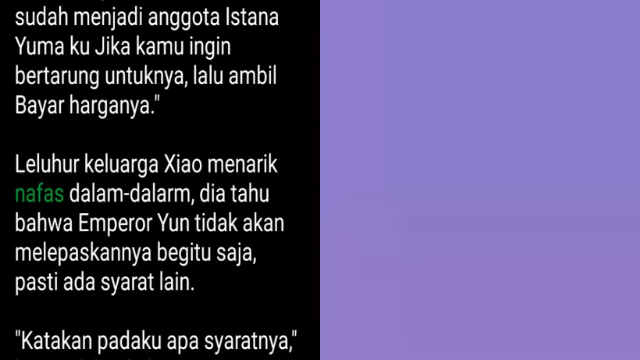 sudah menjadi anggota Istana
Yuma ku Jika kamu ingin
bertarung untuknya, lalu ambil
Bayar harganya."
Leluhur keluarga Xiao menarik
nafas dalam-dalarm, dia tahu
bahwa Emperor Yun tidak akan
melepaskannya begitu saja,
pasti ada syarat lain.
"Katakan padaku apa syaratnya,"